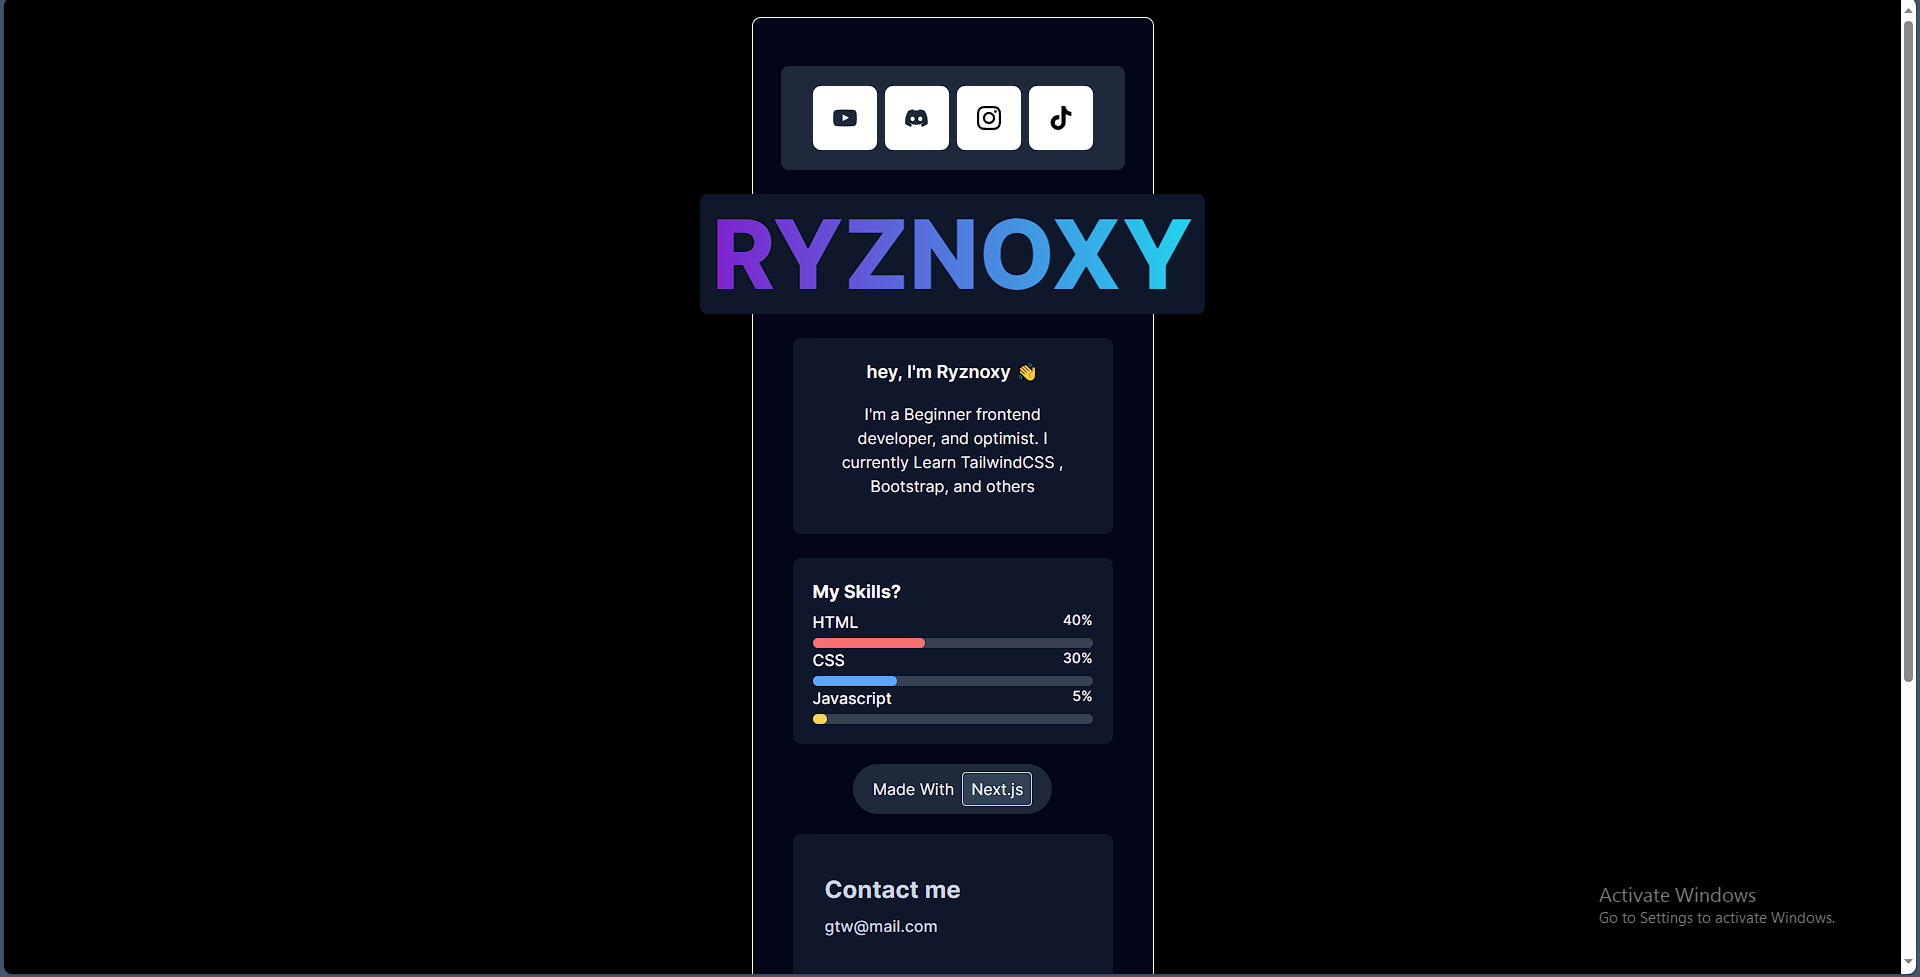 RYZNOXY
hey, I'm Ryznoxy 👋
I'm a Beginner frontend
developer, and optimist. I
currently Learn TailwindCSS ,
Bootstrap, and others
My Skills?
HTML 40%
CSS 30%
Javascript 5%
Made With Next.js
Contact me
gtw@mail.com
Activate Windows
Go to Settings to activate Windows.